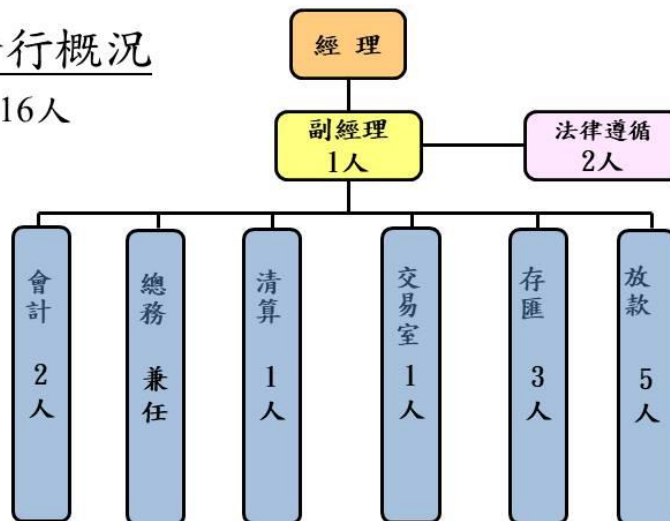 行概況
16人
經 理
副經理
1人
法律遵循
2人
會計
2人
總務
兼任
清算
1人
交易室
1人
存匯
3人
放款
5人